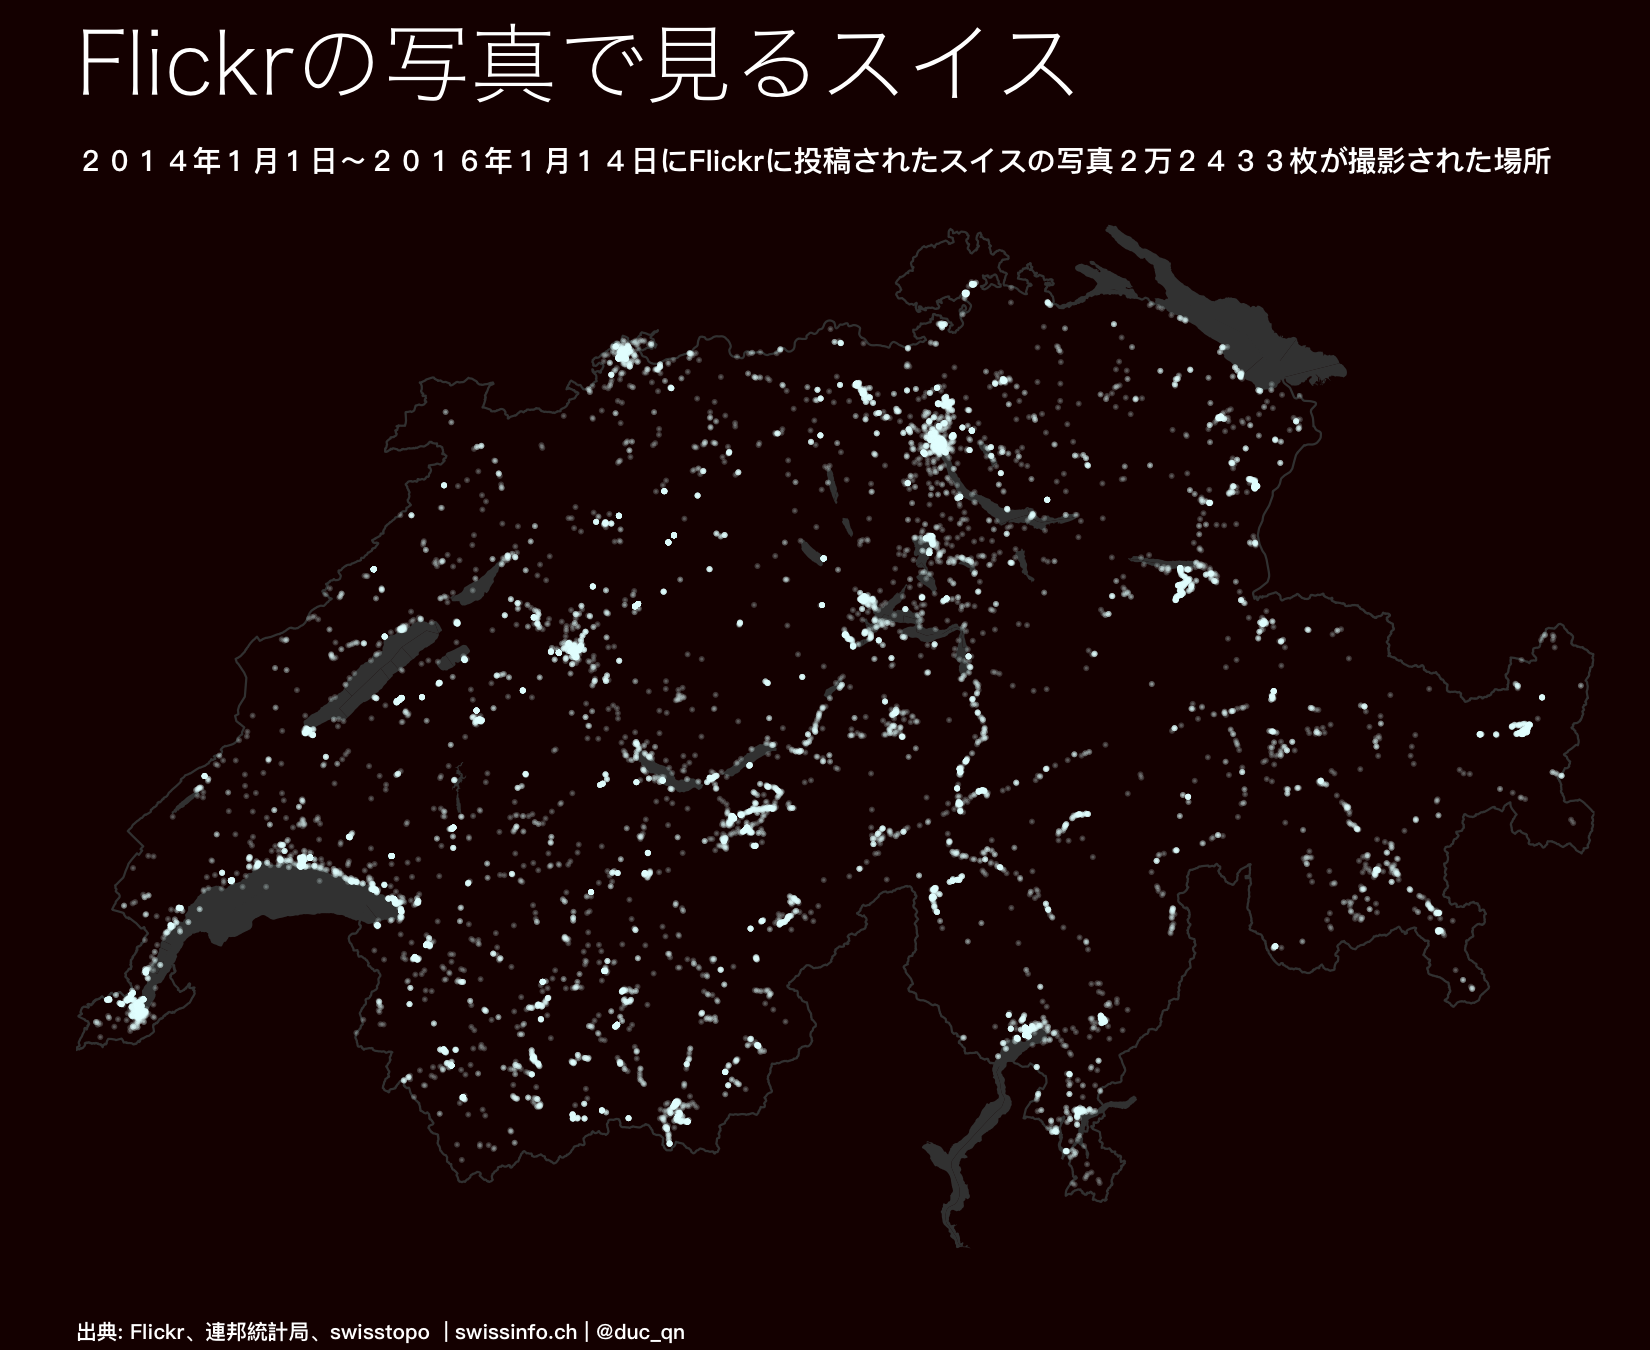 Flickrの写真で見るスイス
２０１４年１月１日～２０１６年１月１４日にFlickrに投稿されたスイスの写真２万２４３３枚が撮影された場所
出典: Flickr、連邦統計局、swisstopo | swissinfo.ch | @duc_qn